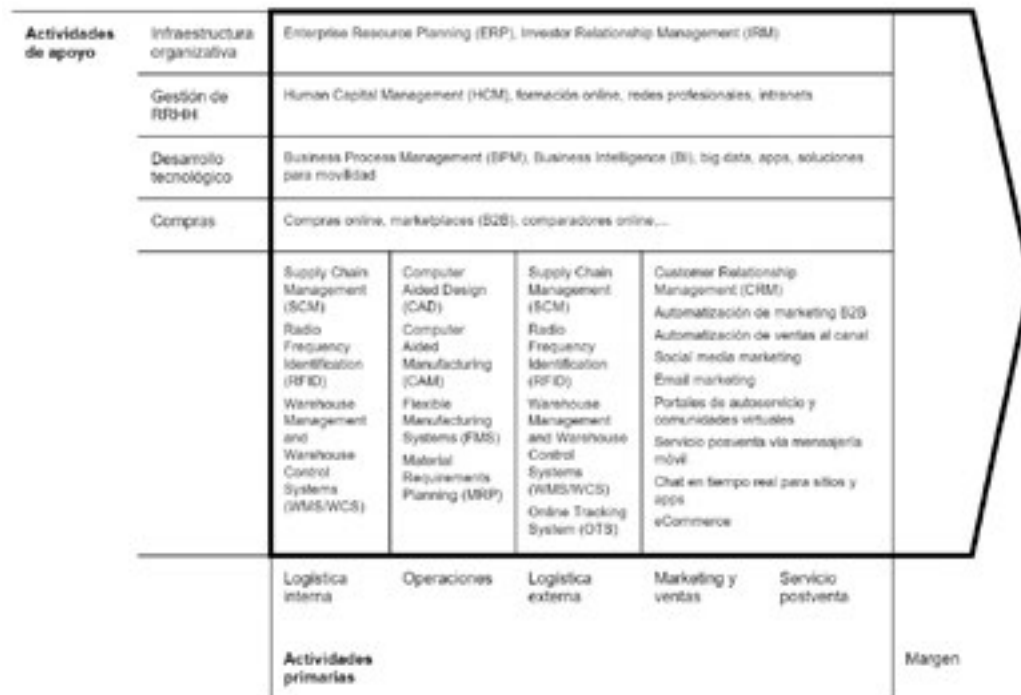 Actividades
de apoyo
Infraestructura
organizativa
Enterprise Resource Planning (ERP), Investor Relationship Management (IRM)
Gestión de
RRHH
Human Capital Management (HCM), formación online, redes profesionales, intranets
Desarrollo
tecnológico
Business Process Management (BPM), Business Intelligence (BI), big data, apps, soluciones
para movilidad
Compras
Compras online, marketplaces (B2B), comparadores online,...
Supply Chain
Management
(SCM)
Radio
Frequency
Identification
(RFID)
Warehouse
Management
and
Warehouse
Control
Systems
(WMS/WCS)
Computer
Aided Design
(CAD)
Computer
Aided
Manufacturing
(CAM)
Flexible
Manufacturing
Systems (FMS)
Material
Requirements
Planning (MRP)
Supply Chain
Management
(SCM)
Radio
Frequency
Identification
(RFID)
Warehouse
Management
and Warehouse
Control
Systems
(WMS/WCS)
Online Tracking
System (OTS)
Customer Relationship
Management (CRM)
Automatización de marketing B2B
Automatización de ventas al canal
Social media marketing
Email marketing
Portales de autoservicio y
comunidades virtuales
Servicio posventa vía mensajería
móvil
Chat en tiempo real para sitios y
apps
eCommerce
Logística
interna
Operaciones
Logística
externa
Marketing y
ventas
Servicio
postventa
Actividades
primarias
Margen